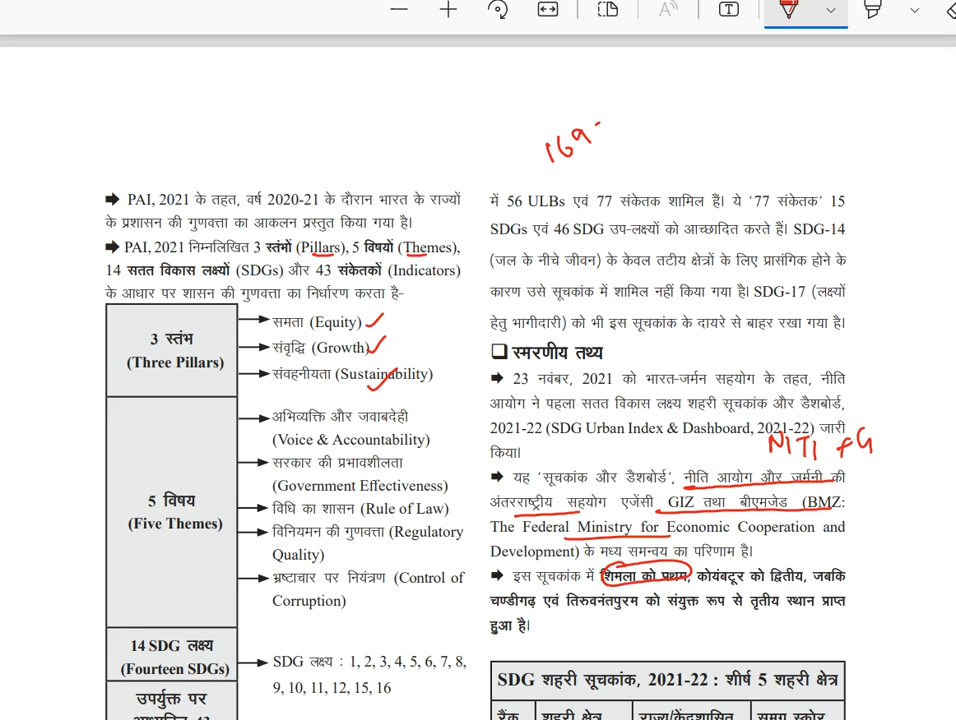 169-
➡ PAI, 2021 के तहत, वर्ष 2020-21 के दौरान भारत के राज्यों
के प्रशासन की गुणवत्ता का आकलन प्रस्तुत किया गया है।
➡ PAI, 2021 निम्नलिखित 3 स्तंभों (Pillars), 5 विषयों (Themes),
14 सतत विकास लक्ष्यों (SDGs) और 43 संकेतकों (Indicators)
के आधार पर शासन की गुणवत्ता का निर्धारण करता है-
3 स्तंभ
(Three Pillars)
समता (Equity)
संवृद्धि (Growth)
संवहनीयता (Sustainability)
5 विषय
(Five Themes)
अभिव्यक्ति और जवाबदेही
(Voice & Accountability)
सरकार की प्रभावशीलता
(Government Effectiveness)
विधि का शासन (Rule of Law)
विनियमन की गुणवत्ता (Regulatory
Quality)
भ्रष्टाचार पर नियंत्रण (Control of
Corruption)
14 SDG लक्ष्य
(Fourteen SDGs)
SDG लक्ष्य : 1, 2, 3, 4, 5, 6, 7, 8,
9, 10, 11, 12, 15, 16
उपर्युक्त पर
में 56 ULBs एवं 77 संकेतक शामिल हैं। ये '77 संकेतक' 15
SDGs एवं 46 SDG उप-लक्ष्यों को आच्छादित करते हैं। SDG-14
(जल के नीचे जीवन) के केवल तटीय क्षेत्रों के लिए प्रासंगिक होने के
कारण उसे सूचकांक में शामिल नहीं किया गया है। SDG-17 (लक्ष्यों
हेतु भागीदारी) को भी इस सूचकांक के दायरे से बाहर रखा गया है।
❑ स्मरणीय तथ्य
➡ 23 नवंबर, 2021 को भारत-जर्मन सहयोग के तहत, नीति
आयोग ने पहला सतत विकास लक्ष्य शहरी सूचकांक और डैशबोर्ड,
2021-22 (SDG Urban Index & Dashboard, 2021-22) जारी
किया।
NITI +G
➡ यह 'सूचकांक और डैशबोर्ड', नीति आयोग और जर्मनी की
अंतरराष्ट्रीय सहयोग एजेंसी GIZ तथा बीएमजेड (BMZ:
The Federal Ministry for Economic Cooperation and
Development) के मध्य समन्वय का परिणाम है।
➡ इस सूचकांक में शिमला को प्रथम, कोयंबटूर को द्वितीय, जबकि
चण्डीगढ़ एवं तिरुवनंतपुरम को संयुक्त रूप से तृतीय स्थान प्राप्त
हुआ है।
SDG शहरी सूचकांक, 2021-22 : शीर्ष 5 शहरी क्षेत्र
रैंक शहरी क्षेत्र राज्य/केंद्रशासित समग्र स्कोर